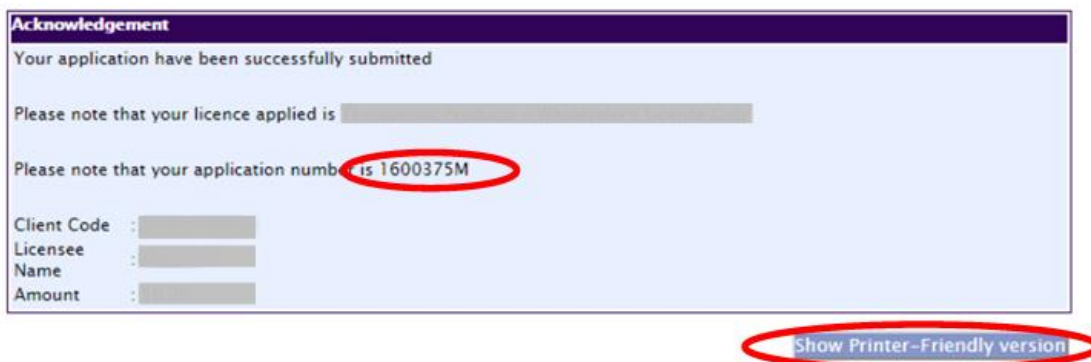 Acknowledgement
Your application have been successfully submitted
Please note that your licence applied is
Please note that your application number is 1600375M
Client Code :
Licensee
Name :
Amount :
Show Printer-Friendly version